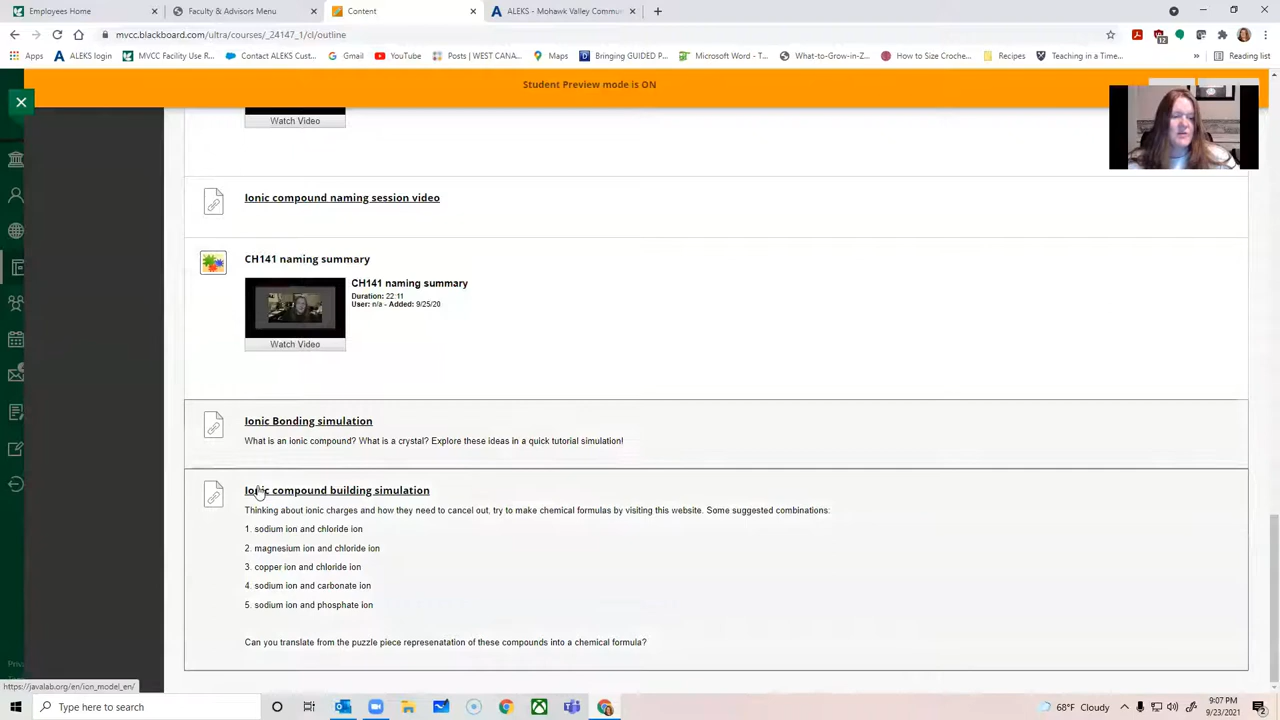 Employees Home
Faculty & Advisors Menu
Content
ALEKS - Mohawk Valley Commu
mvcc.blackboard.com/ultra/courses/_24147_1/cl/outline
Apps
ALEKS login
MVCC Facility Use R...
Contact ALEKS Cust...
YouTube
Posts | WEST CANA...
Maps
Bringing GUIDED P...
Microsoft Word - T...
What-to-Grow-in-Z...
How to Size Croche...
Recipes
Teaching in a Time...
»
Reading list
Student Preview mode is ON
Watch Video
Ionic compound naming session video
CH141 naming summary
CH141 naming summary
Duration: 22:11
User: n/a - Added: 9/25/20
Watch Video
Ionic Bonding simulation
What is an ionic compound? What is a crystal? Explore these ideas in a quick tutorial simulation!
Ionic compound building simulation
Thinking about ionic charges and how they need to cancel out, try to make chemical formulas by visiting this website. Some suggested combinations:
1. sodium ion and chloride ion
2. magnesium ion and chloride ion
3. copper ion and chloride ion
4. sodium ion and carbonate ion
5. sodium ion and phosphate ion
Can you translate from the puzzle piece represenatation of these compounds into a chemical formula?
https://javalab.org/en/ion_model_en/
Type here to search
68°F Cloudy
9:07 PM
9/23/2021
2